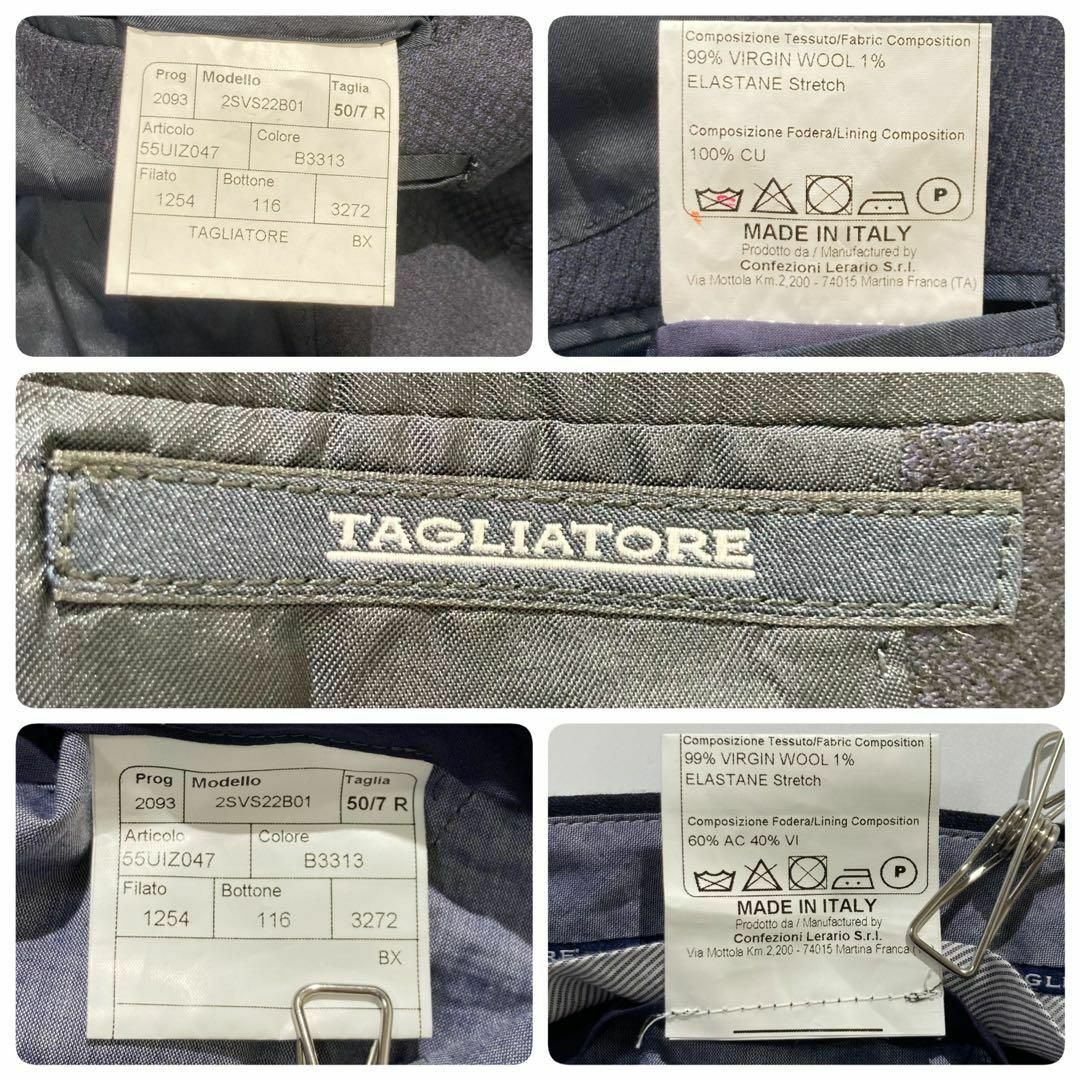 Prog Modello Taglia
2093 2SVS22B01 50/7 R
Articolo Colore
55UIZ047 B3313
Filato Bottone
1254 116 3272
TAGLIATORE BX
Composizione Tessuto/Fabric Composition
99% VIRGIN WOOL 1%
ELASTANE Stretch
Composizione Fodera/Lining Composition
100% CU
P
MADE IN ITALY
Prodotto da / Manufactured by
Confezioni Lerario S.r.l.
Via Mottola Km.2,200 - 74015 Martina Franca (TA)
TAGLIATORE
Prog Modello Taglia
2093 2SVS22B01 50/7 R
Articolo Colore
55UIZ047 B3313
Filato Bottone
1254 116 3272
BX
Composizione Tessuto/Fabric Composition
99% VIRGIN WOOL 1%
ELASTANE Stretch
Composizione Fodera/Lining Composition
60% AC 40% VI
P
MADE IN ITALY
Prodotto da / Manufactured by
Confezioni Lerario S.r.l.
Via Mottola Km.2,200 - 74015 Martina Franca